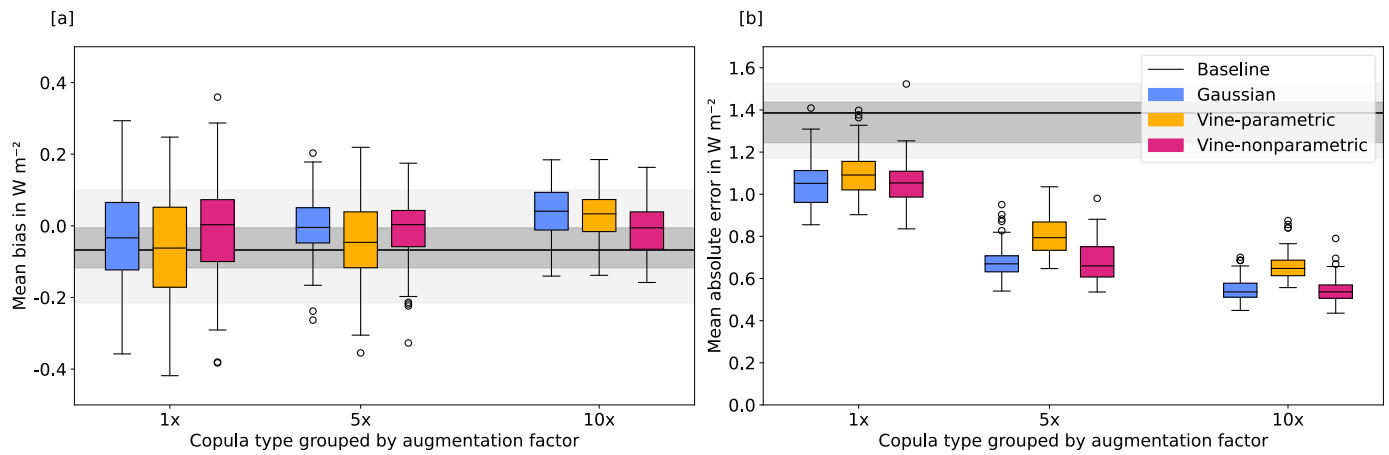 [a]
Mean bias in W m⁻²
0.4
0.2
0.0
-0.2
-0.4
1x
5x
10x
Copula type grouped by augmentation factor
[b]
Mean absolute error in W m⁻²
1.6
1.4
1.2
1.0
0.8
0.6
0.4
0.2
0.0
Baseline
Gaussian
Vine-parametric
Vine-nonparametric
1x
5x
10x
Copula type grouped by augmentation factor